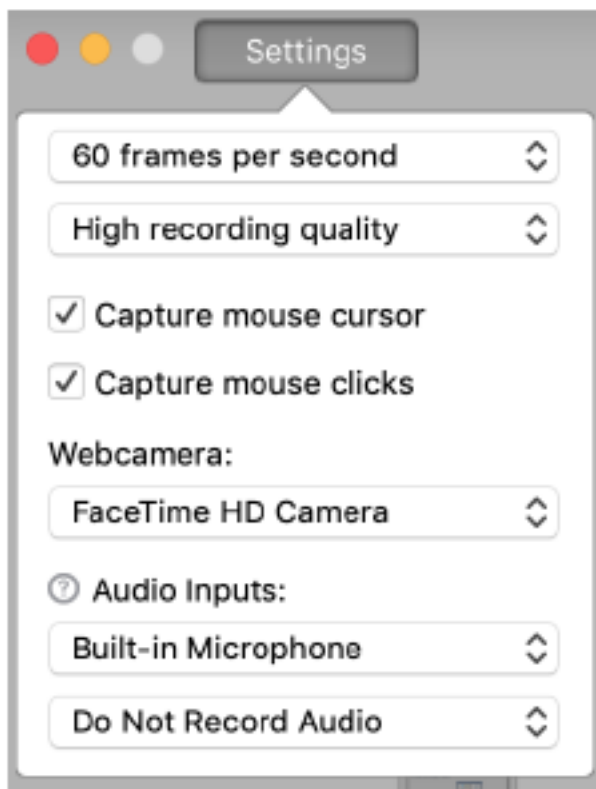 Settings
60 frames per second
High recording quality
Capture mouse cursor
Capture mouse clicks
Webcamera:
FaceTime HD Camera
? Audio Inputs:
Built-in Microphone
Do Not Record Audio